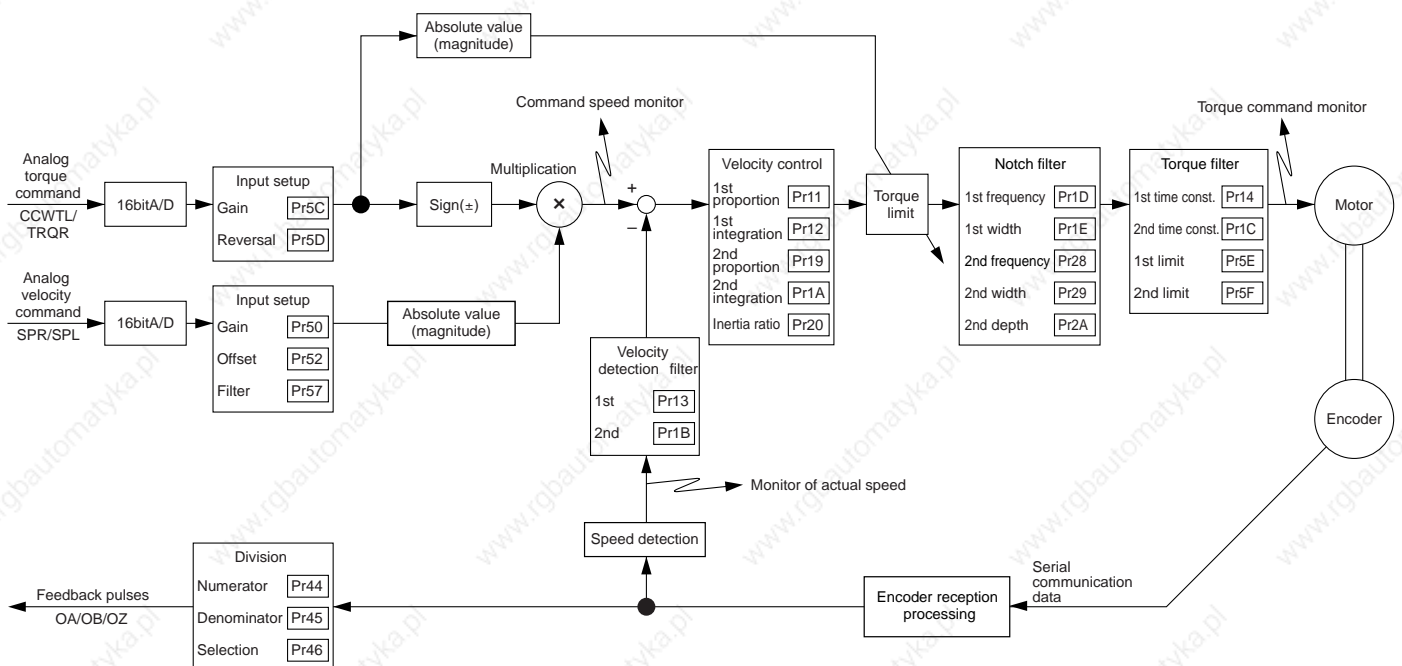 Absolute value
(magnitude)
Command speed monitor
Torque command monitor
Analog
torque
command
CCWTL/
TRQR
16bitA/D
Input setup
Gain Pr5C
Reversal Pr5D
Sign(±)
Multiplication
×
+
−
Velocity control
1st
proportion Pr11
1st
integration Pr12
2nd
proportion Pr19
2nd
integration Pr1A
Inertia ratio Pr20
Torque
limit
Notch filter
1st frequency Pr1D
1st width Pr1E
2nd frequency Pr28
2nd width Pr29
2nd depth Pr2A
Torque filter
1st time const. Pr14
2nd time const. Pr1C
1st limit Pr5E
2nd limit Pr5F
Motor
Analog
velocity
command
SPR/SPL
16bitA/D
Input setup
Gain Pr50
Offset Pr52
Filter Pr57
Absolute value
(magnitude)
Velocity
detection filter
1st Pr13
2nd Pr1B
Encoder
Monitor of actual speed
Speed detection
Feedback pulses
OA/OB/OZ
Division
Numerator Pr44
Denominator Pr45
Selection Pr46
Encoder reception
processing
Serial
communication
data
www.rgbautomatyka.pl